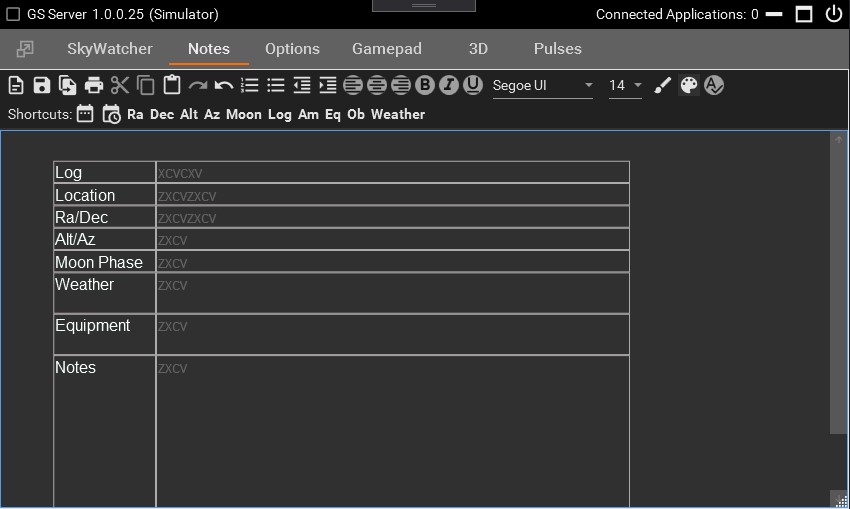 GS Server 1.0.0.25 (Simulator) Connected Applications: 0
SkyWatcher Notes Options Gamepad 3D Pulses
B I U Segoe UI 14 A
Shortcuts: Ra Dec Alt Az Moon Log Am Eq Ob Weather
Log xcvcxv
Location zxcvzxcv
Ra/Dec zxcvzxcv
Alt/Az zxcv
Moon Phase zxcv
Weather zxcv
Equipment zxcv
Notes zxcv